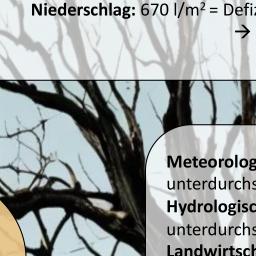 Niederschlag: 670 l/m² = Defiz
→
Meteorolog
unterdurchs
Hydrologisc
unterdurchs
Landwirtsch